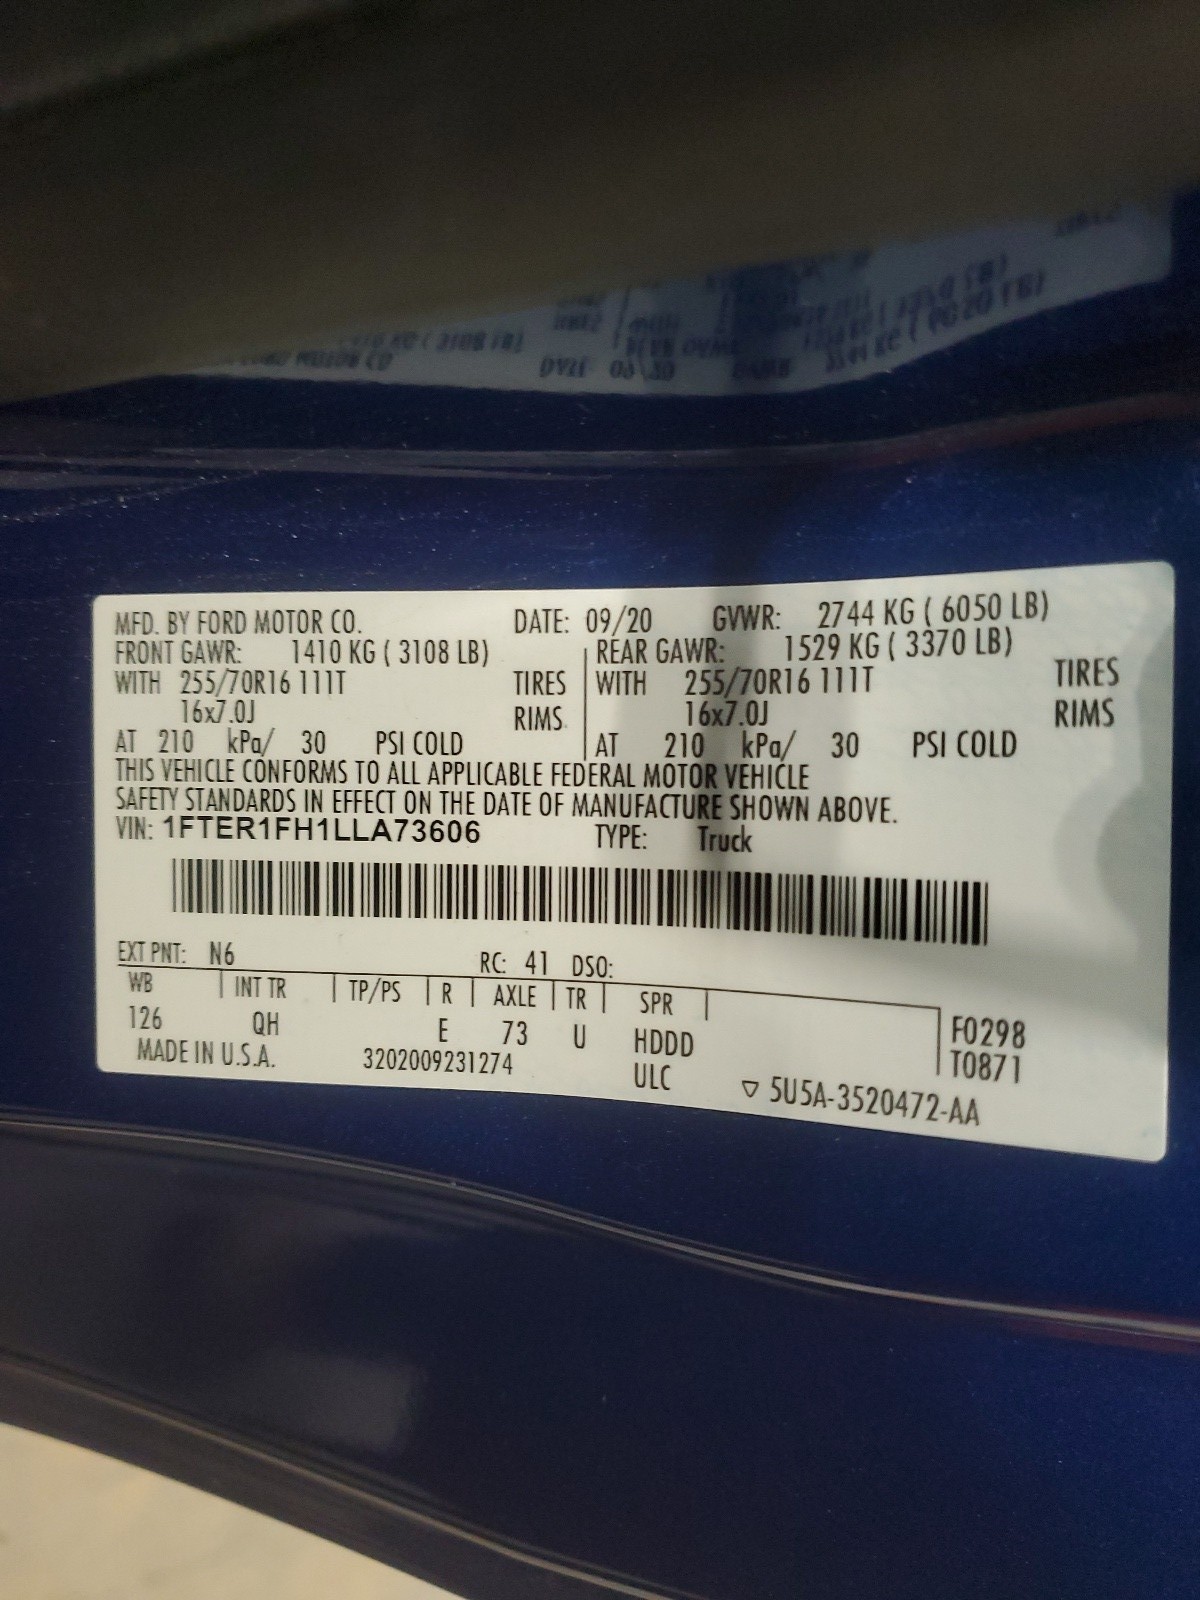 MFD. BY FORD MOTOR CO. DATE: 09/20 GVWR: 2744 KG ( 6050 LB)
FRONT GAWR: 1410 KG ( 3108 LB) REAR GAWR: 1529 KG ( 3370 LB)
WITH 255/70R16 111T TIRES WITH 255/70R16 111T TIRES
16x7.0J RIMS 16x7.0J RIMS
AT 210 kPa/ 30 PSI COLD AT 210 kPa/ 30 PSI COLD
THIS VEHICLE CONFORMS TO ALL APPLICABLE FEDERAL MOTOR VEHICLE
SAFETY STANDARDS IN EFFECT ON THE DATE OF MANUFACTURE SHOWN ABOVE.
VIN: 1FTER1FH1LLA73606 TYPE: Truck
EXT PNT: N6 RC: 41 DSO:
WB INT TR TP/PS R AXLE TR SPR
126 QH E 73 U HDDD F0298
ULC T0871
MADE IN U.S.A. 3202009231274 5U5A-3520472-AA